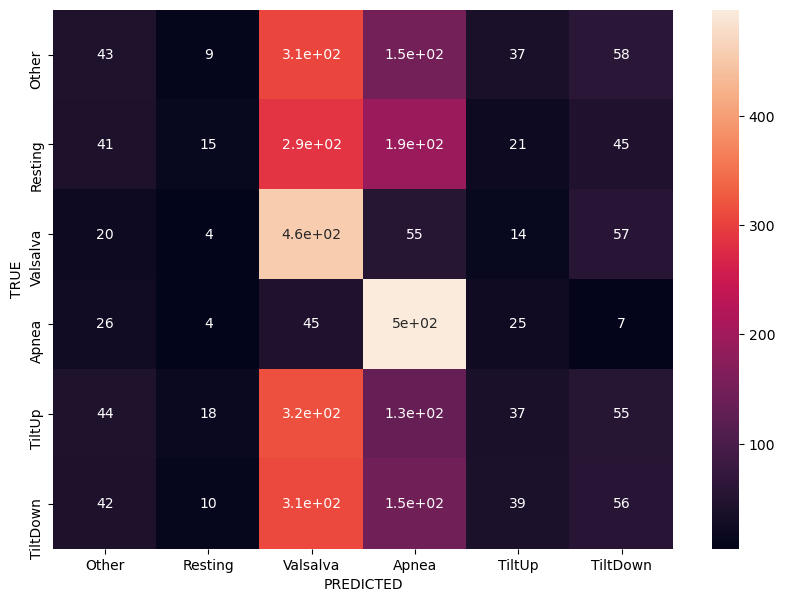 Other 43 9 3.1e+02 1.5e+02 37 58
Resting 41 15 2.9e+02 1.9e+02 21 45
Valsalva 20 4 4.6e+02 55 14 57
Apnea 26 4 45 5e+02 25 7
TiltUp 44 18 3.2e+02 1.3e+02 37 55
TiltDown 42 10 3.1e+02 1.5e+02 39 56
Other Resting Valsalva Apnea TiltUp TiltDown
PREDICTED
TRUE
400
300
200
100